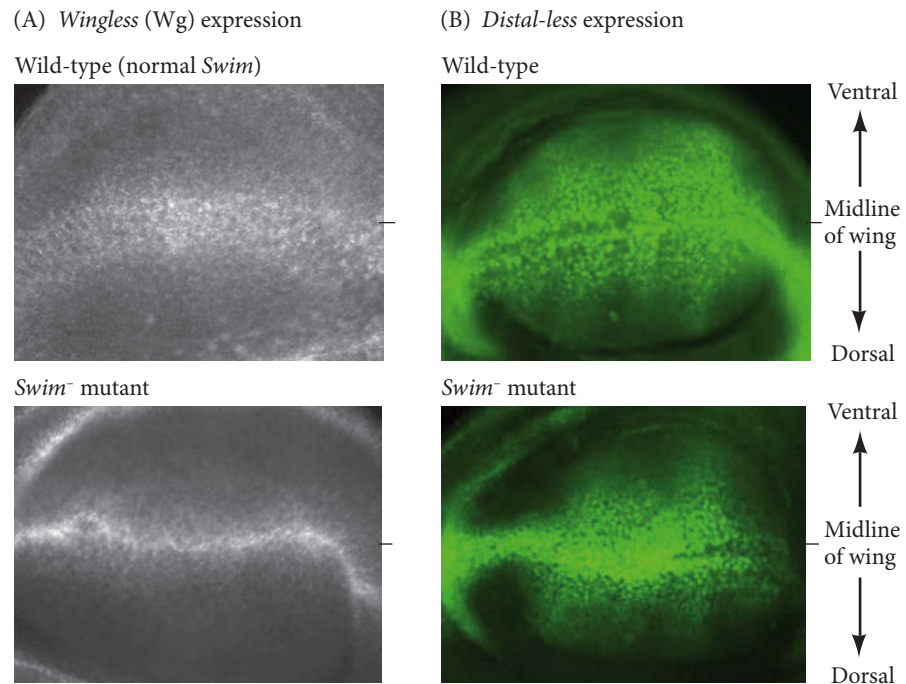 (A) Wingless (Wg) expression
Wild-type (normal Swim)
Swim⁻ mutant
(B) Distal-less expression
Wild-type
Ventral
Midline
of wing
Dorsal
Swim⁻ mutant
Ventral
Midline
of wing
Dorsal